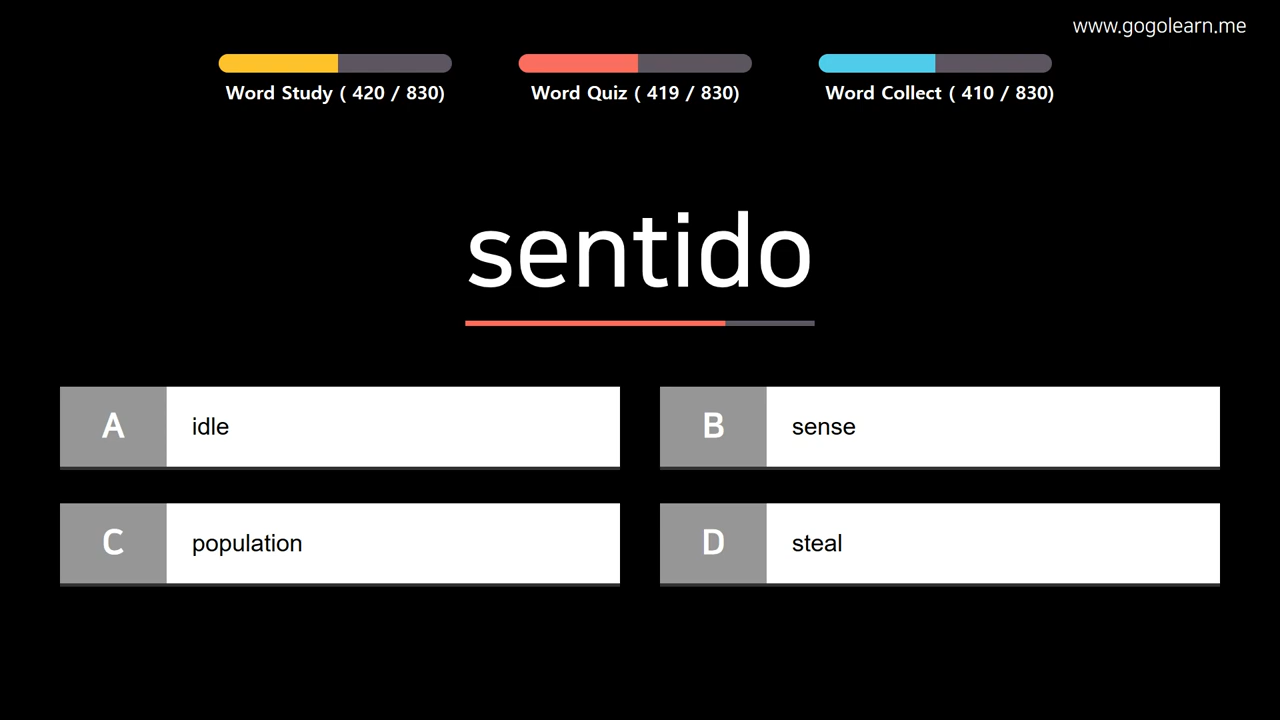 www.gogolearn.me
Word Study ( 420 / 830)
Word Quiz ( 419 / 830)
Word Collect ( 410 / 830)
sentido
A idle
B sense
C population
D steal